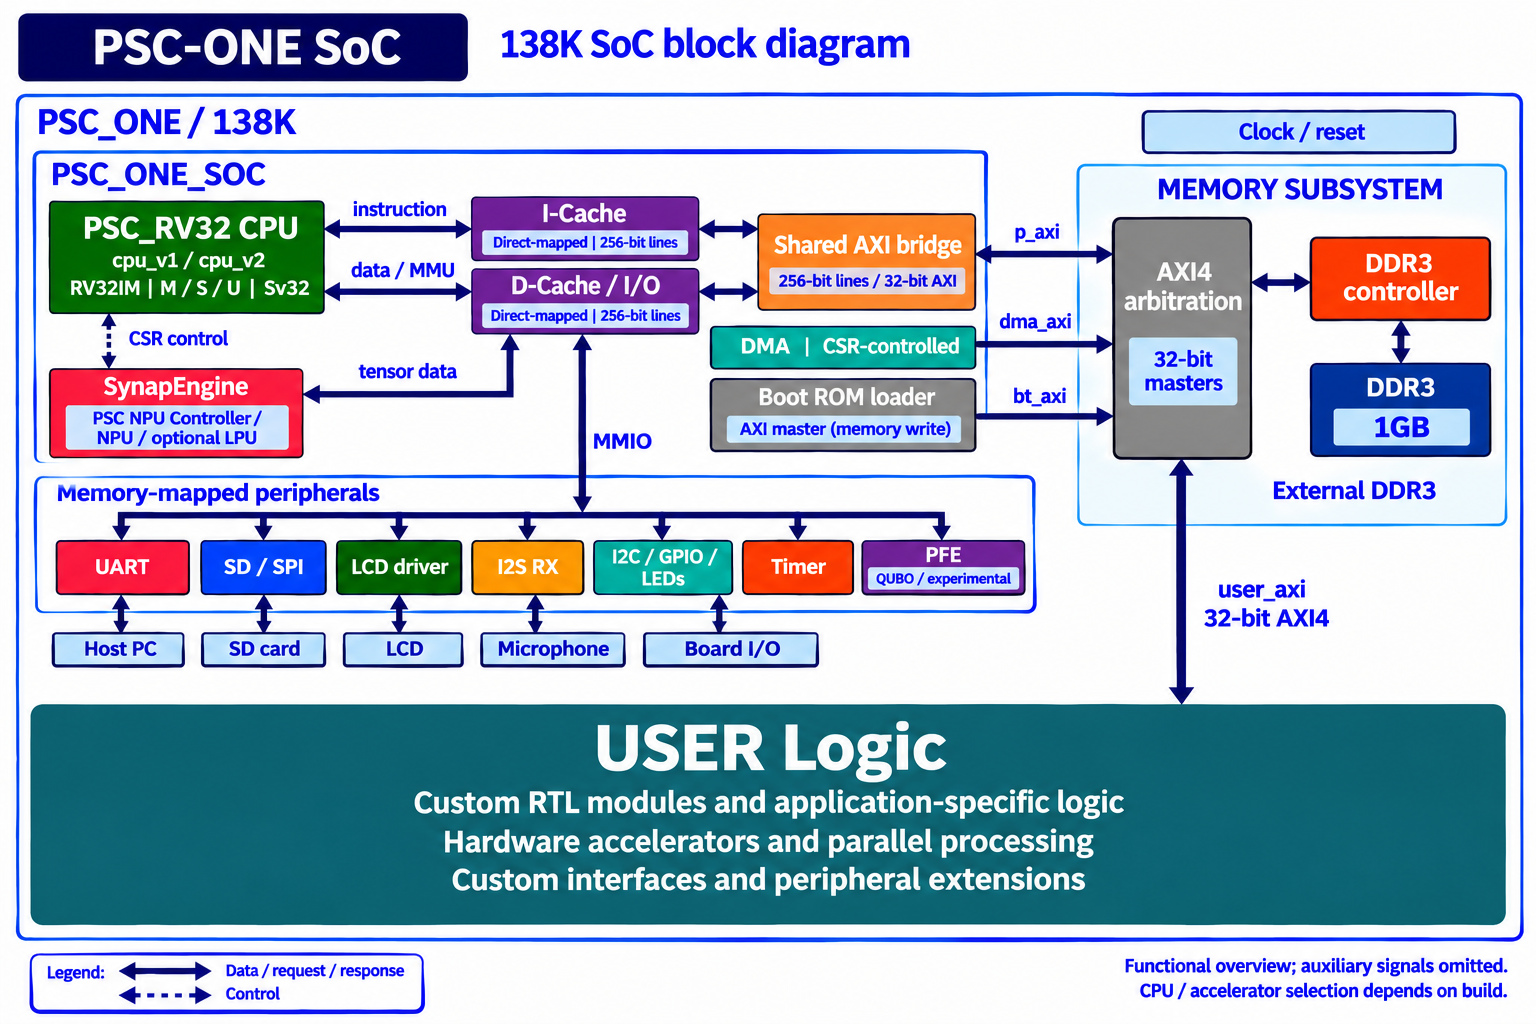 PSC-ONE SoC
138K SoC block diagram
PSC_ONE / 138K
Clock / reset
PSC_ONE_SOC
PSC_RV32 CPU
cpu_v1 / cpu_v2
RV32IM | M / S / U | Sv32
instruction
data / MMU
I-Cache
Direct-mapped | 256-bit lines
D-Cache / I/O
Direct-mapped | 256-bit lines
Shared AXI bridge
256-bit lines / 32-bit AXI
CSR control
SynapEngine
PSC NPU Controller /
NPU / optional LPU
tensor data
DMA | CSR-controlled
Boot ROM loader
AXI master (memory write)
MMIO
p_axi
dma_axi
bt_axi
MEMORY SUBSYSTEM
AXI4
arbitration
32-bit
masters
DDR3
controller
DDR3
1GB
External DDR3
Memory-mapped peripherals
UART
SD / SPI
LCD driver
I2S RX
I2C / GPIO /
LEDs
Timer
PFE
QUBO / experimental
Host PC
SD card
LCD
Microphone
Board I/O
user_axi
32-bit AXI4
USER Logic
Custom RTL modules and application-specific logic
Hardware accelerators and parallel processing
Custom interfaces and peripheral extensions
Legend:
Data / request / response
Control
Functional overview; auxiliary signals omitted.
CPU / accelerator selection depends on build.